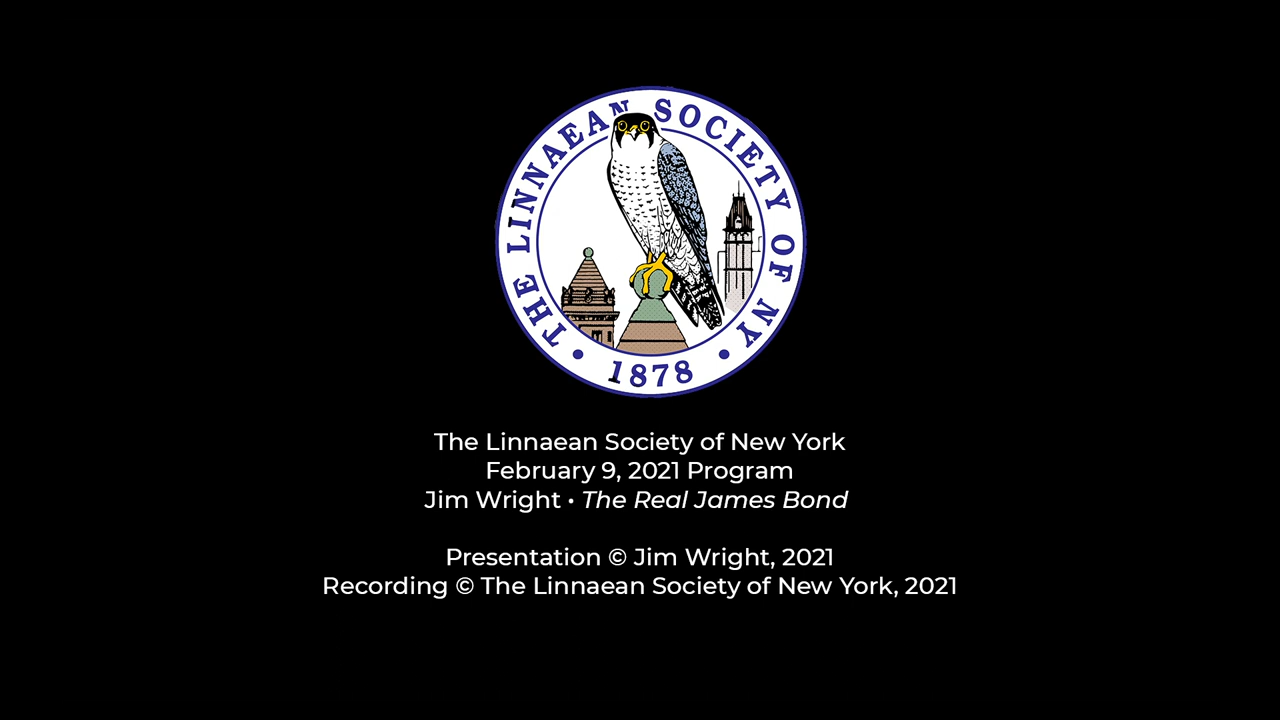 THE LINNAEAN SOCIETY OF NY
• 1878 •
The Linnaean Society of New York
February 9, 2021 Program
Jim Wright • The Real James Bond
Presentation © Jim Wright, 2021
Recording © The Linnaean Society of New York, 2021